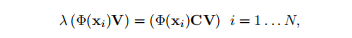 λ (Φ(xᵢ)V) = (Φ(xᵢ)CV) i = 1 . . . N,